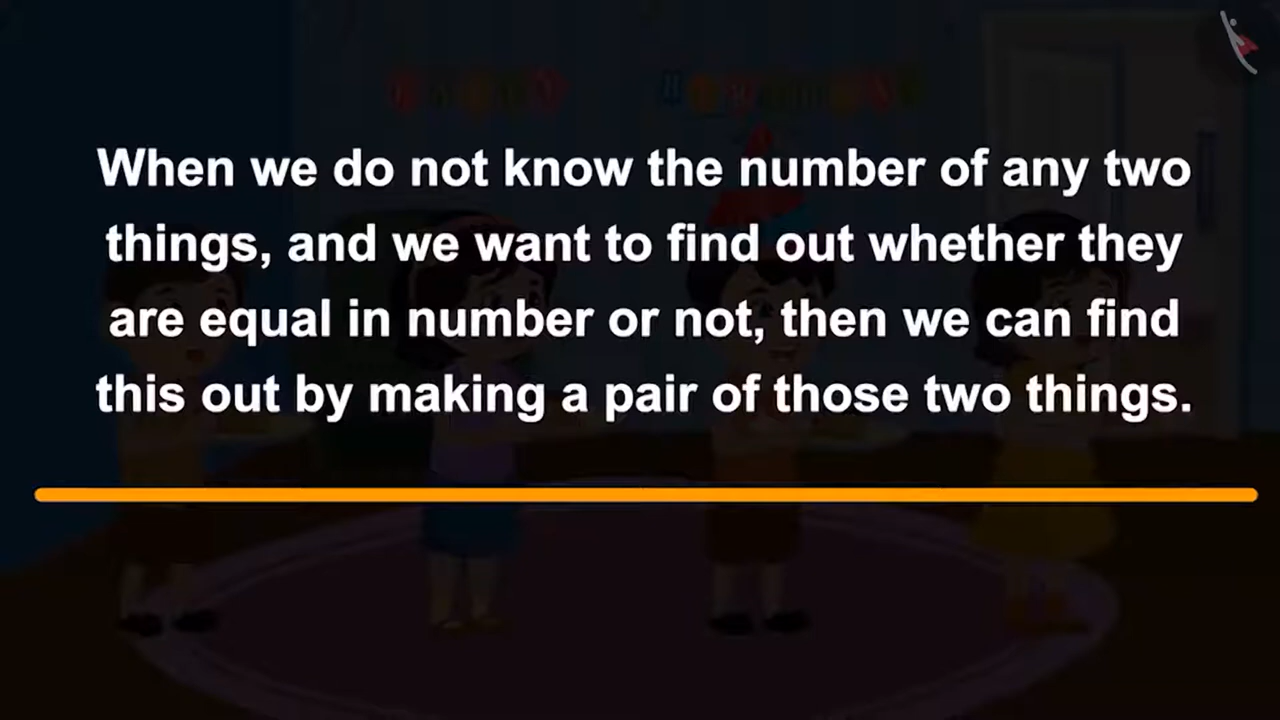 When we do not know the number of any two
things, and we want to find out whether they
are equal in number or not, then we can find
this out by making a pair of those two things.